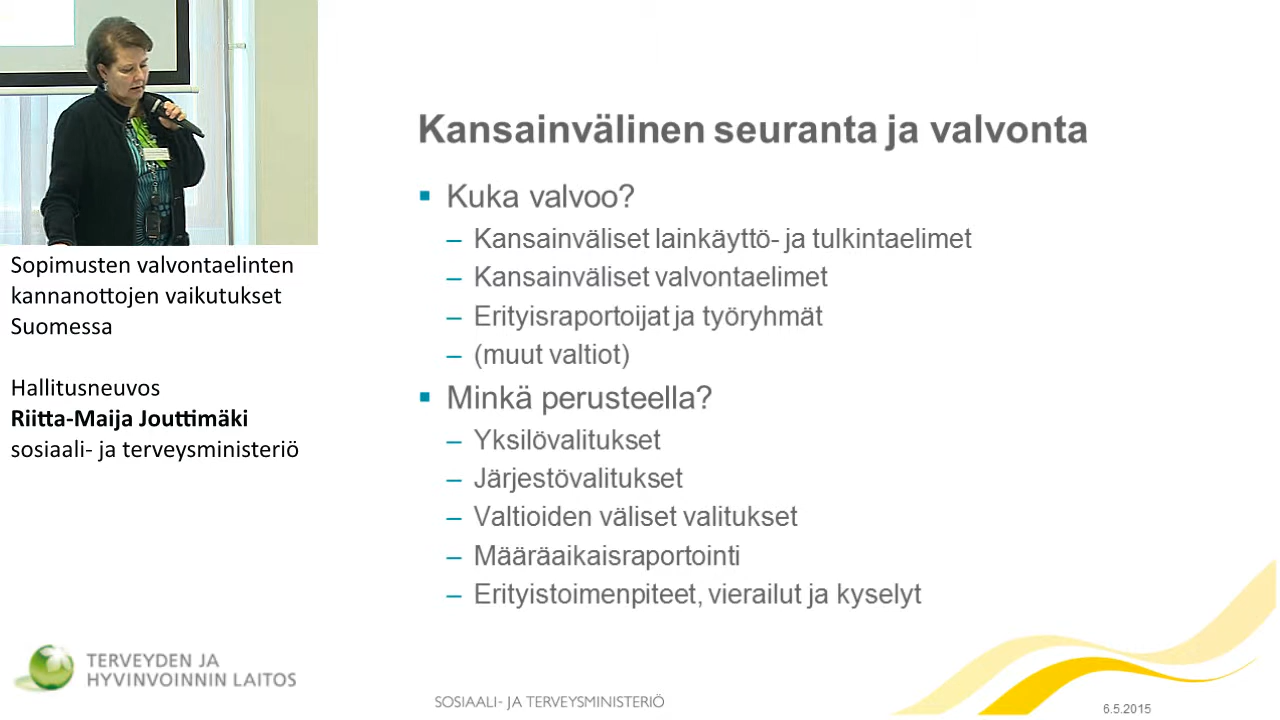 Sopimusten valvontaelinten
kannanottojen vaikutukset
Suomessa
Hallitusneuvos
Riitta-Maija Jouttimäki
sosiaali- ja terveysministeriö
TERVEYDEN JA
HYVINVOINNIN LAITOS
Kansainvälinen seuranta ja valvonta
Kuka valvoo?
– Kansainväliset lainkäyttö- ja tulkintaelimet
– Kansainväliset valvontaelimet
– Erityisraportoijat ja työryhmät
– (muut valtiot)
Minkä perusteella?
– Yksilövalitukset
– Järjestövalitukset
– Valtioiden väliset valitukset
– Määräaikaisraportointi
– Erityistoimenpiteet, vierailut ja kyselyt
SOSIAALI- JA TERVEYSMINISTERIÖ
6.5.2015